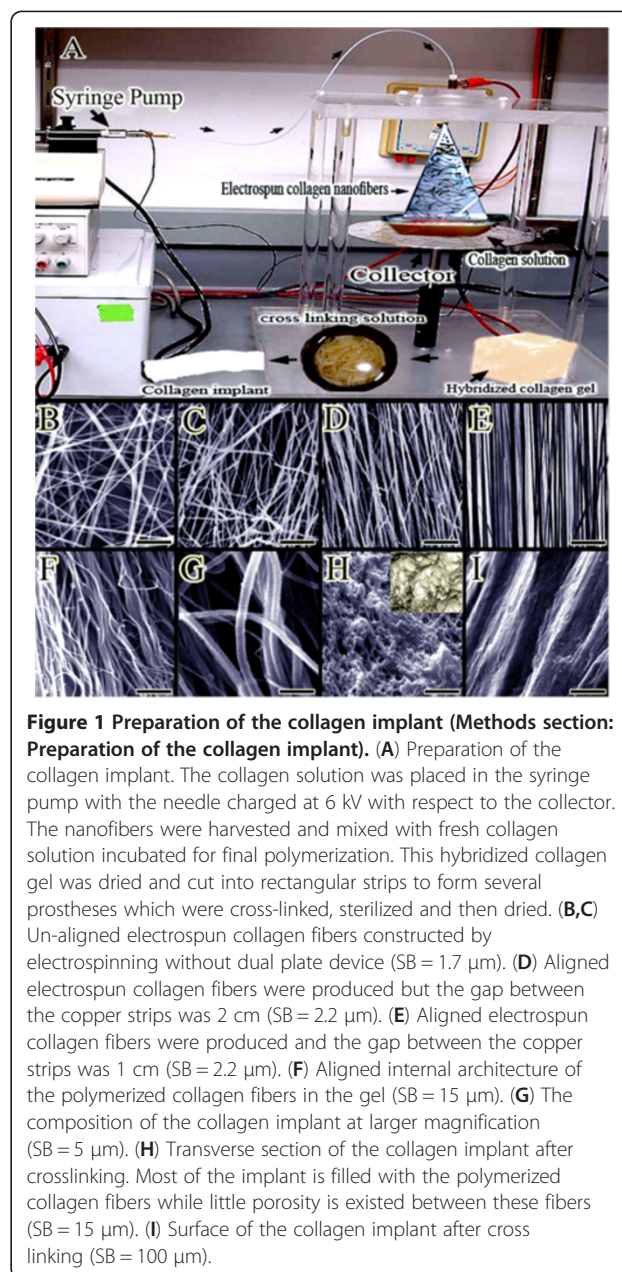 A
Syringe Pump
Electrospun collagen nanofibers
Collagen solution
Collector
cross linking solution
Collagen implant
Hybridized collagen gel
B
C
D
E
F
G
H
I
Figure 1 Preparation of the collagen implant (Methods section:
Preparation of the collagen implant). (A) Preparation of the
collagen implant. The collagen solution was placed in the syringe
pump with the needle charged at 6 kV with respect to the collector.
The nanofibers were harvested and mixed with fresh collagen
solution incubated for final polymerization. This hybridized collagen
gel was dried and cut into rectangular strips to form several
prostheses which were cross-linked, sterilized and then dried. (B,C)
Un-aligned electrospun collagen fibers constructed by
electrospinning without dual plate device (SB = 1.7 μm). (D) Aligned
electrospun collagen fibers were produced but the gap between
the copper strips was 2 cm (SB = 2.2 μm). (E) Aligned electrospun
collagen fibers were produced and the gap between the copper
strips was 1 cm (SB = 2.2 μm). (F) Aligned internal architecture of
the polymerized collagen fibers in the gel (SB = 15 μm). (G) The
composition of the collagen implant at larger magnification
(SB = 5 μm). (H) Transverse section of the collagen implant after
crosslinking. Most of the implant is filled with the polymerized
collagen fibers while little porosity is existed between these fibers
(SB = 15 μm). (I) Surface of the collagen implant after cross
linking (SB = 100 μm).